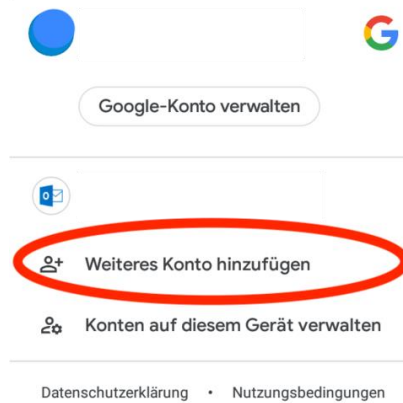 Google-Konto verwalten
Weiteres Konto hinzufügen
Konten auf diesem Gerät verwalten
Datenschutzerklärung • Nutzungsbedingungen